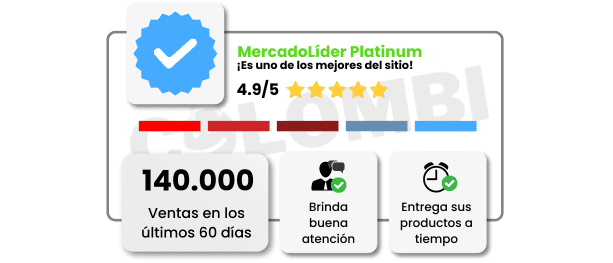 MercadoLíder Platinum
¡Es uno de los mejores del sitio!
4.9/5
COLOMBI
140.000
Ventas en los
últimos 60 días
Brinda
buena
atención
Entrega sus
productos a
tiempo